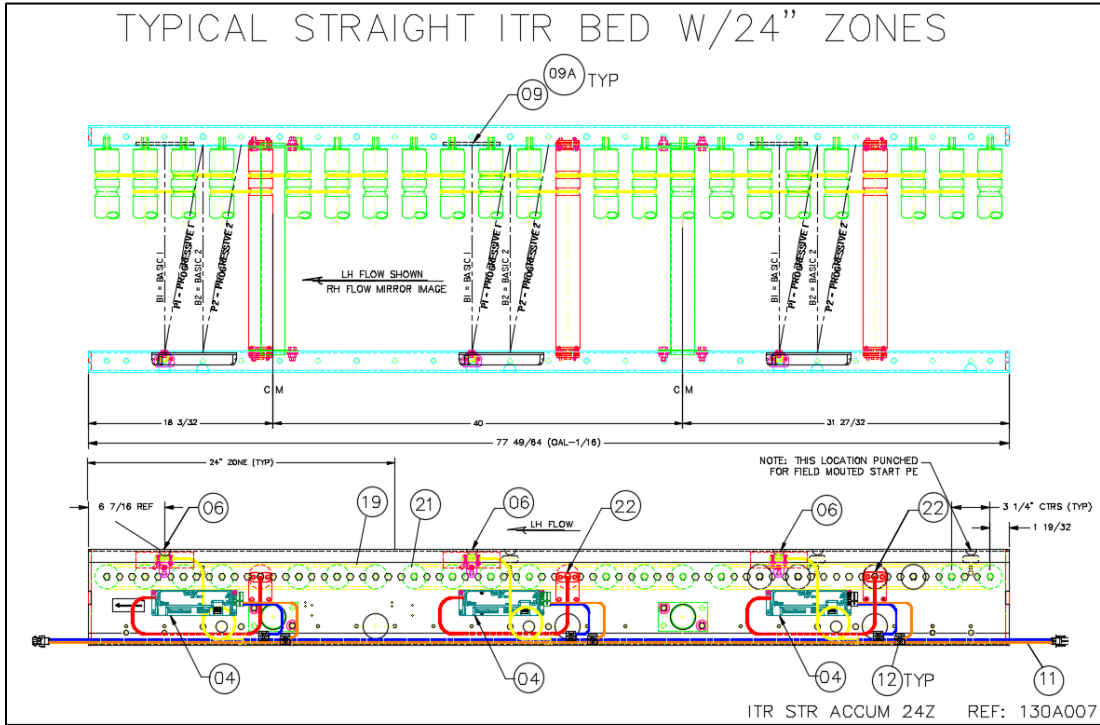 TYPICAL STRAIGHT ITR BED W/24" ZONES
09 09A TYP
B1 = BASIC 1
P1 - PROGRESSIVE 1
B2 = BASIC 2
P2 - PROGRESSIVE 2
B1 = BASIC 1
P1 - PROGRESSIVE 1
B2 = BASIC 2
P2 - PROGRESSIVE 2
B1 = BASIC 1
P1 - PROGRESSIVE 1
B2 = BASIC 2
P2 - PROGRESSIVE 2
LH FLOW SHOWN
RH FLOW MIRROR IMAGE
C M
C M
18 3/32
40
31 27/32
77 49/64 (OAL-1/16)
24" ZONE (TYP)
NOTE: THIS LOCATION PUNCHED
FOR FIELD MOUTED START PE
6 7/16 REF
06
19
21
06
LH FLOW
22
06
22
3 1/4" CTRS (TYP)
1 19/32
04
04
04
12 TYP
11
ITR STR ACCUM 24Z REF: 130A007